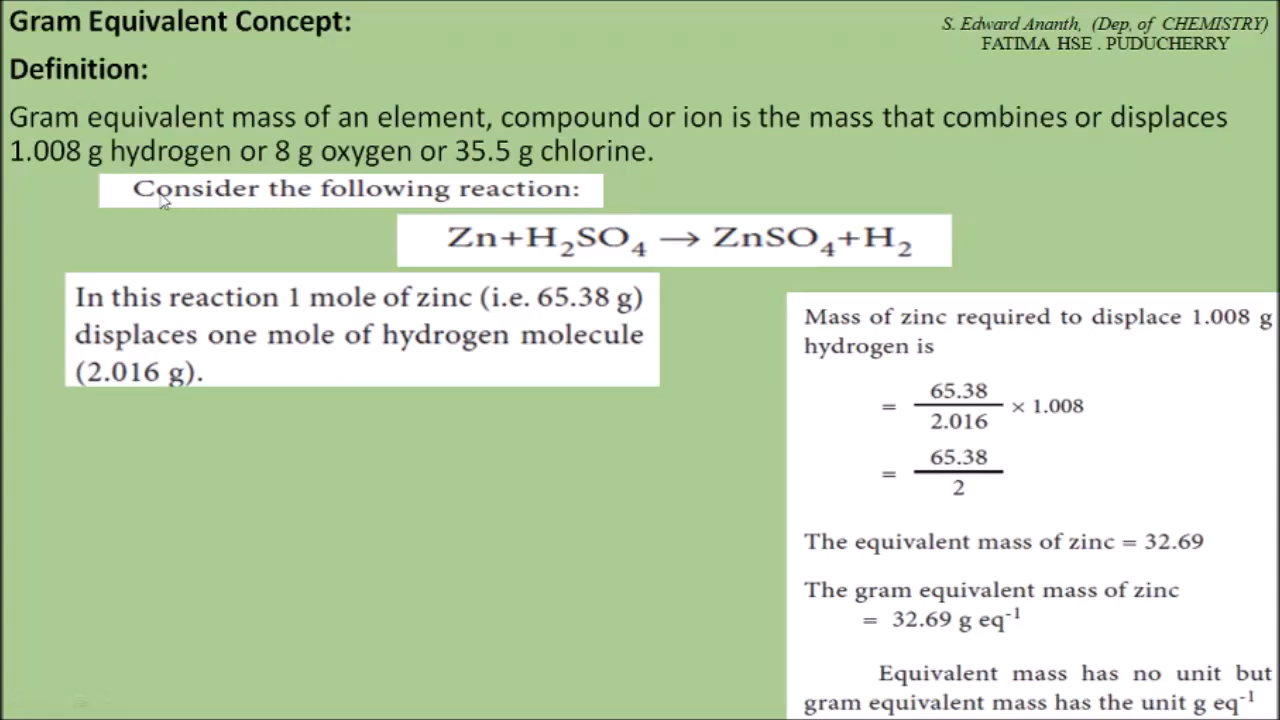 Gram Equivalent Concept:
S. Edward Ananth, (Dep, of CHEMISTRY)
FATIMA HSE . PUDUCHERRY
Definition:
Gram equivalent mass of an element, compound or ion is the mass that combines or displaces
1.008 g hydrogen or 8 g oxygen or 35.5 g chlorine.
Consider the following reaction:
Zn+H₂SO₄ → ZnSO₄+H₂
In this reaction 1 mole of zinc (i.e. 65.38 g)
displaces one mole of hydrogen molecule
(2.016 g).
Mass of zinc required to displace 1.008 g
hydrogen is
= 65.38/2.016 × 1.008
= 65.38/2
The equivalent mass of zinc = 32.69
The gram equivalent mass of zinc
= 32.69 g eq⁻¹
Equivalent mass has no unit but
gram equivalent mass has the unit g eq⁻¹